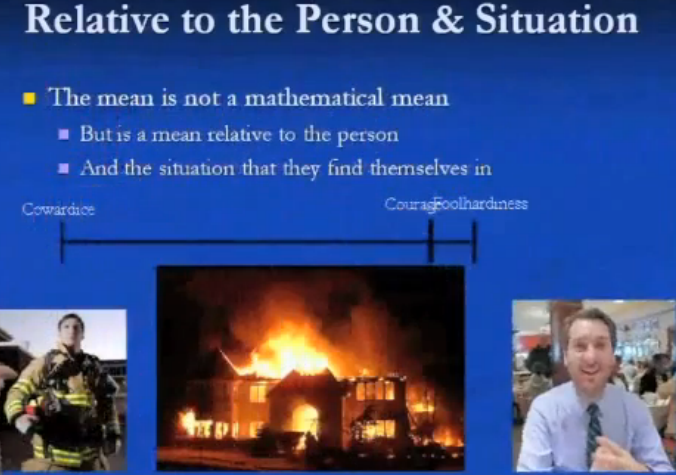 Relative to the Person & Situation
The mean is not a mathematical mean
But is a mean relative to the person
And the situation that they find themselves in
Cowardice
Courage
Foolhardiness